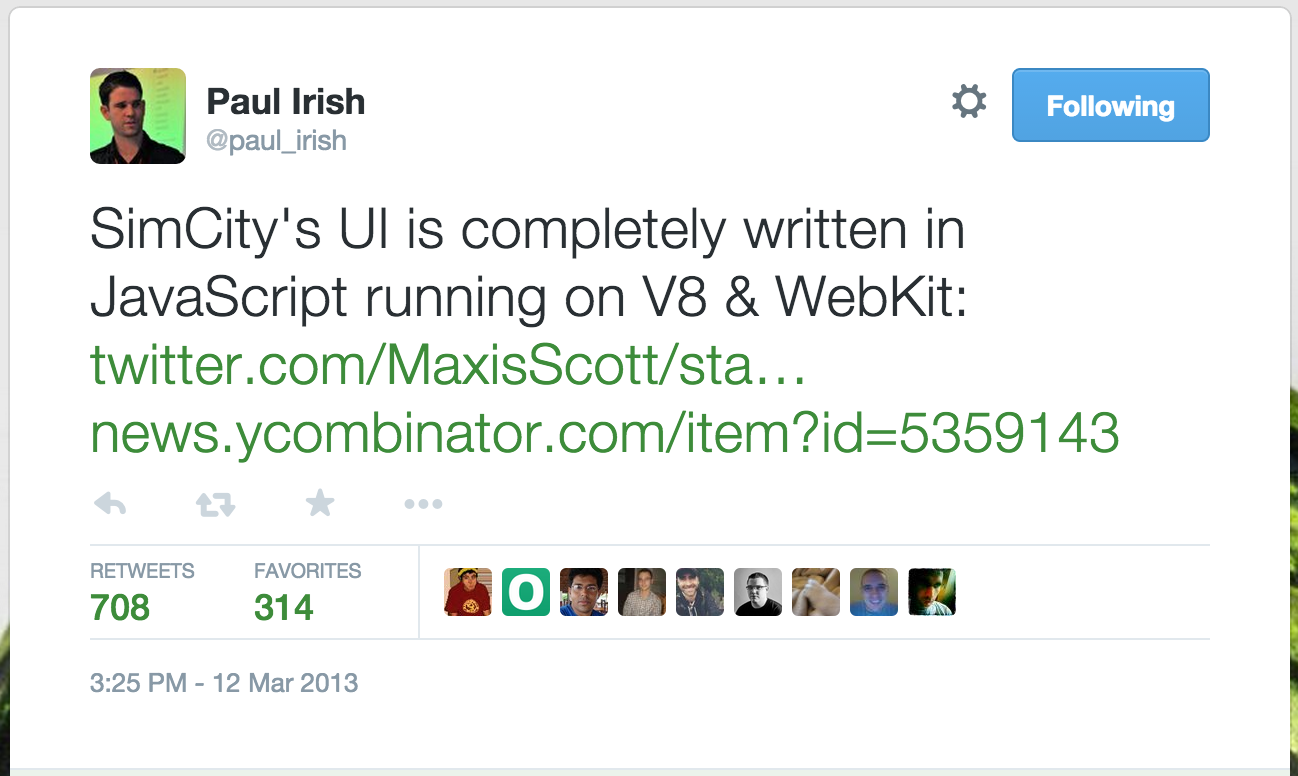 Paul Irish
@paul_irish
Following
SimCity's UI is completely written in
JavaScript running on V8 & WebKit:
twitter.com/MaxisScott/sta…
news.ycombinator.com/item?id=5359143
RETWEETS FAVORITES
708 314
O
3:25 PM - 12 Mar 2013